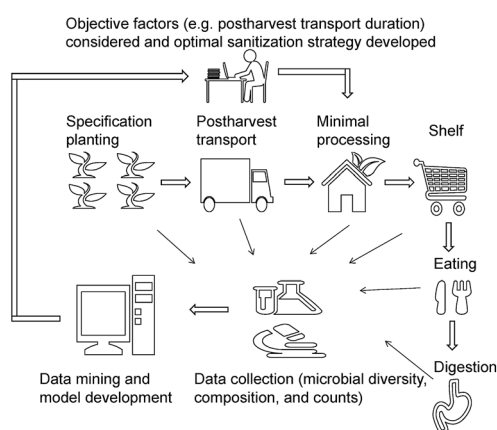 Objective factors (e.g. postharvest transport duration)
considered and optimal sanitization strategy developed
Specification
planting
Postharvest
transport
Minimal
processing
Shelf
Eating
Digestion
Data mining and
model development
Data collection (microbial diversity,
composition, and counts)